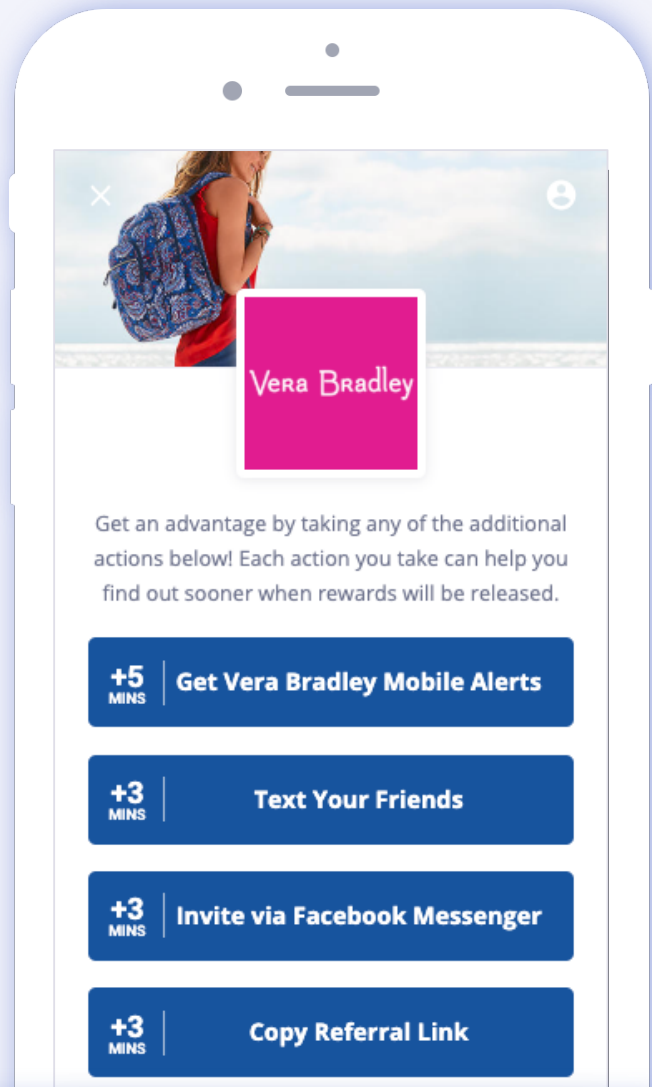 Vera Bradley
Get an advantage by taking any of the additional
actions below! Each action you take can help you
find out sooner when rewards will be released.
+5
MINS
Get Vera Bradley Mobile Alerts
+3
MINS
Text Your Friends
+3
MINS
Invite via Facebook Messenger
+3
MINS
Copy Referral Link